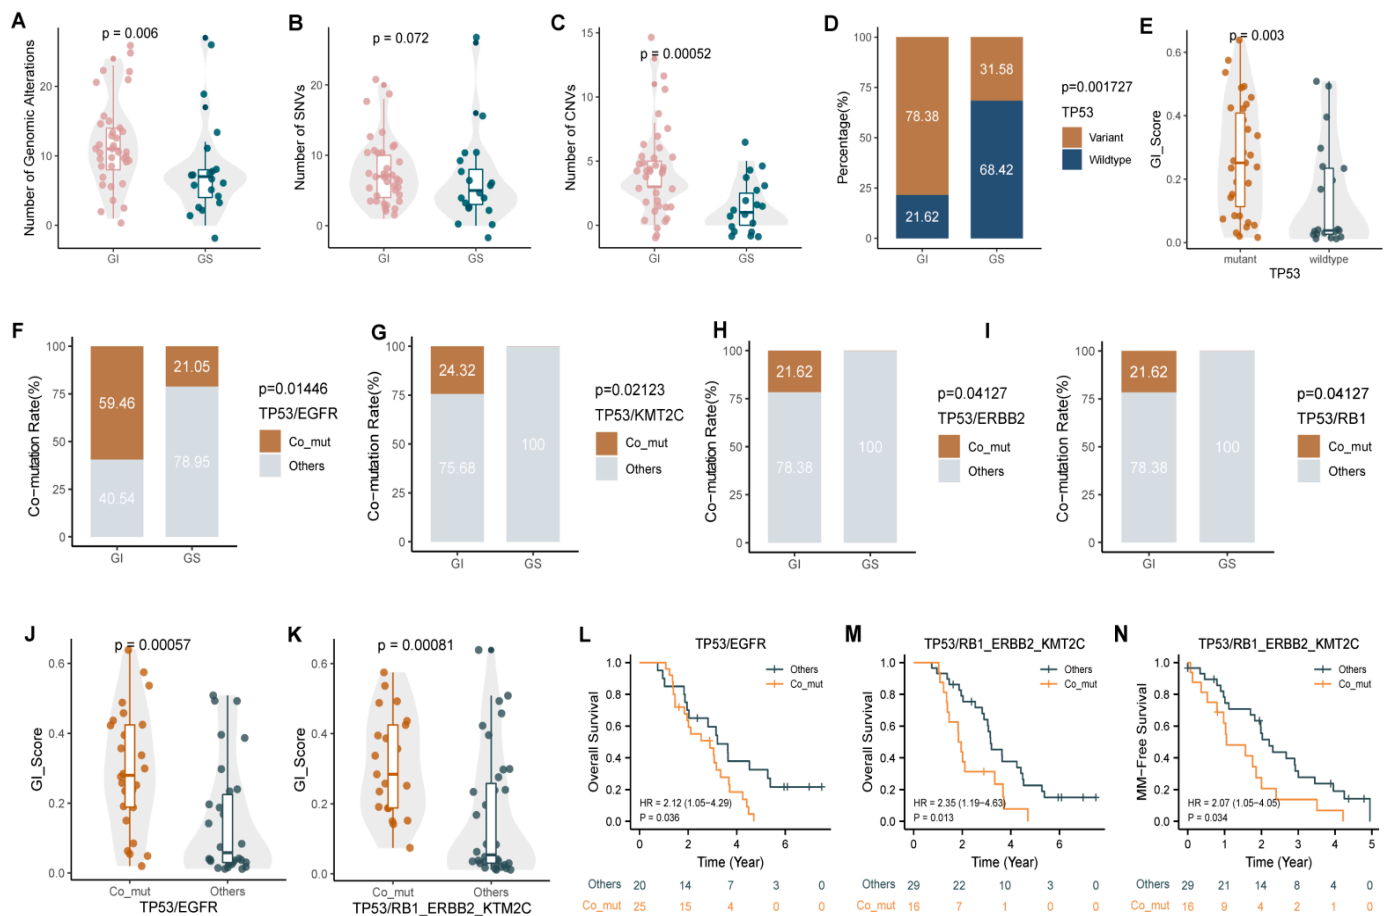 A
p = 0.006
Number of Genomic Alterations
20
10
0
GI
GS
B
p = 0.072
Number of SNVs
20
10
0
GI
GS
C
p = 0.00052
Number of CNVs
15
10
5
0
GI
GS
D
Percentage(%)
100
75
50
25
0
78.38
21.62
31.58
68.42
GI
GS
p=0.001727
TP53
Variant
Wildtype
E
p = 0.003
GI_Score
0.6
0.4
0.2
0.0
mutant
wildtype
TP53
F
Co−mutation Rate(%)
100
75
50
25
0
59.46
40.54
21.05
78.95
GI
GS
p=0.01446
TP53/EGFR
Co_mut
Others
G
Co−mutation Rate(%)
100
75
50
25
0
24.32
75.68
100
GI
GS
p=0.02123
TP53/KMT2C
Co_mut
Others
H
Co−mutation Rate(%)
100
75
50
25
0
21.62
78.38
100
GI
GS
p=0.04127
TP53/ERBB2
Co_mut
Others
I
Co−mutation Rate(%)
100
75
50
25
0
21.62
78.38
100
GI
GS
p=0.04127
TP53/RB1
Co_mut
Others
J
p = 0.00057
GI_Score
0.6
0.4
0.2
0.0
Co_mut
Others
TP53/EGFR
K
p = 0.00081
GI_Score
0.6
0.4
0.2
0.0
Co_mut
Others
TP53/RB1_ERBB2_KTM2C
L
TP53/EGFR
Others
Co_mut
Overall Survival
1.0
0.8
0.6
0.4
0.2
0.0
HR = 2.12 (1.05−4.29)
P = 0.036
0 2 4 6
Time (Year)
Others 20 14 7 3 0
Co_mut 25 15 4 0 0
M
TP53/RB1_ERBB2_KMT2C
Others
Co_mut
Overall Survival
1.0
0.8
0.6
0.4
0.2
0.0
HR = 2.35 (1.19−4.63)
P = 0.013
0 2 4 6
Time (Year)
Others 29 22 10 3 0
Co_mut 16 7 1 0 0
N
TP53/RB1_ERBB2_KMT2C
Others
Co_mut
MM−Free Survival
1.0
0.8
0.6
0.4
0.2
0.0
HR = 2.07 (1.05−4.05)
P = 0.034
0 1 2 3 4 5
Time (Year)
Others 29 21 14 8 4 0
Co_mut 16 9 4 2 1 0